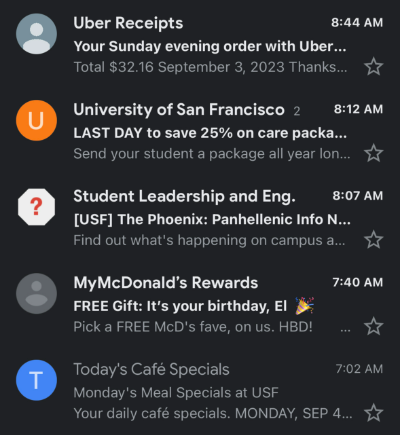 Uber Receipts 8:44 AM
Your Sunday evening order with Uber...
Total $32.16 September 3, 2023 Thanks...
U
University of San Francisco 2 8:12 AM
LAST DAY to save 25% on care packa...
Send your student a package all year lon...
?
Student Leadership and Eng. 8:07 AM
[USF] The Phoenix: Panhellenic Info N...
Find out what's happening on campus a...
MyMcDonald's Rewards 7:40 AM
FREE Gift: It's your birthday, El 🎉
Pick a FREE McD's fave, on us. HBD! ...
T
Today's Café Specials 7:02 AM
Monday's Meal Specials at USF
Your daily café specials. MONDAY, SEP 4...